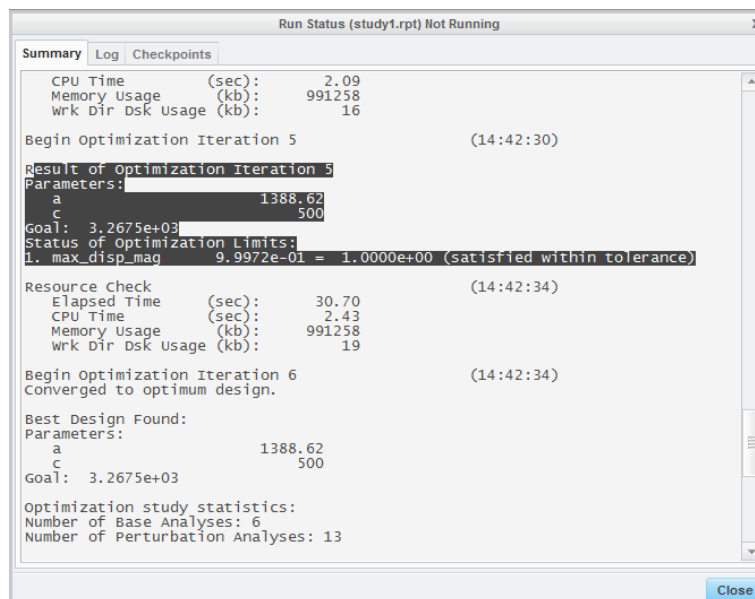 Run Status (study1.rpt) Not Running
Summary Log Checkpoints
CPU Time (sec): 2.09
Memory Usage (kb): 991258
Wrk Dir Dsk Usage (kb): 16
Begin Optimization Iteration 5 (14:42:30)
Result of Optimization Iteration 5
Parameters:
a 1388.62
c 500
Goal: 3.2675e+03
Status of Optimization Limits:
1. max_disp_mag 9.9972e-01 = 1.0000e+00 (satisfied within tolerance)
Resource Check (14:42:34)
Elapsed Time (sec): 30.70
CPU Time (sec): 2.43
Memory Usage (kb): 991258
Wrk Dir Dsk Usage (kb): 19
Begin Optimization Iteration 6 (14:42:34)
Converged to optimum design.
Best Design Found:
Parameters:
a 1388.62
c 500
Goal: 3.2675e+03
Optimization study statistics:
Number of Base Analyses: 6
Number of Perturbation Analyses: 13
Close